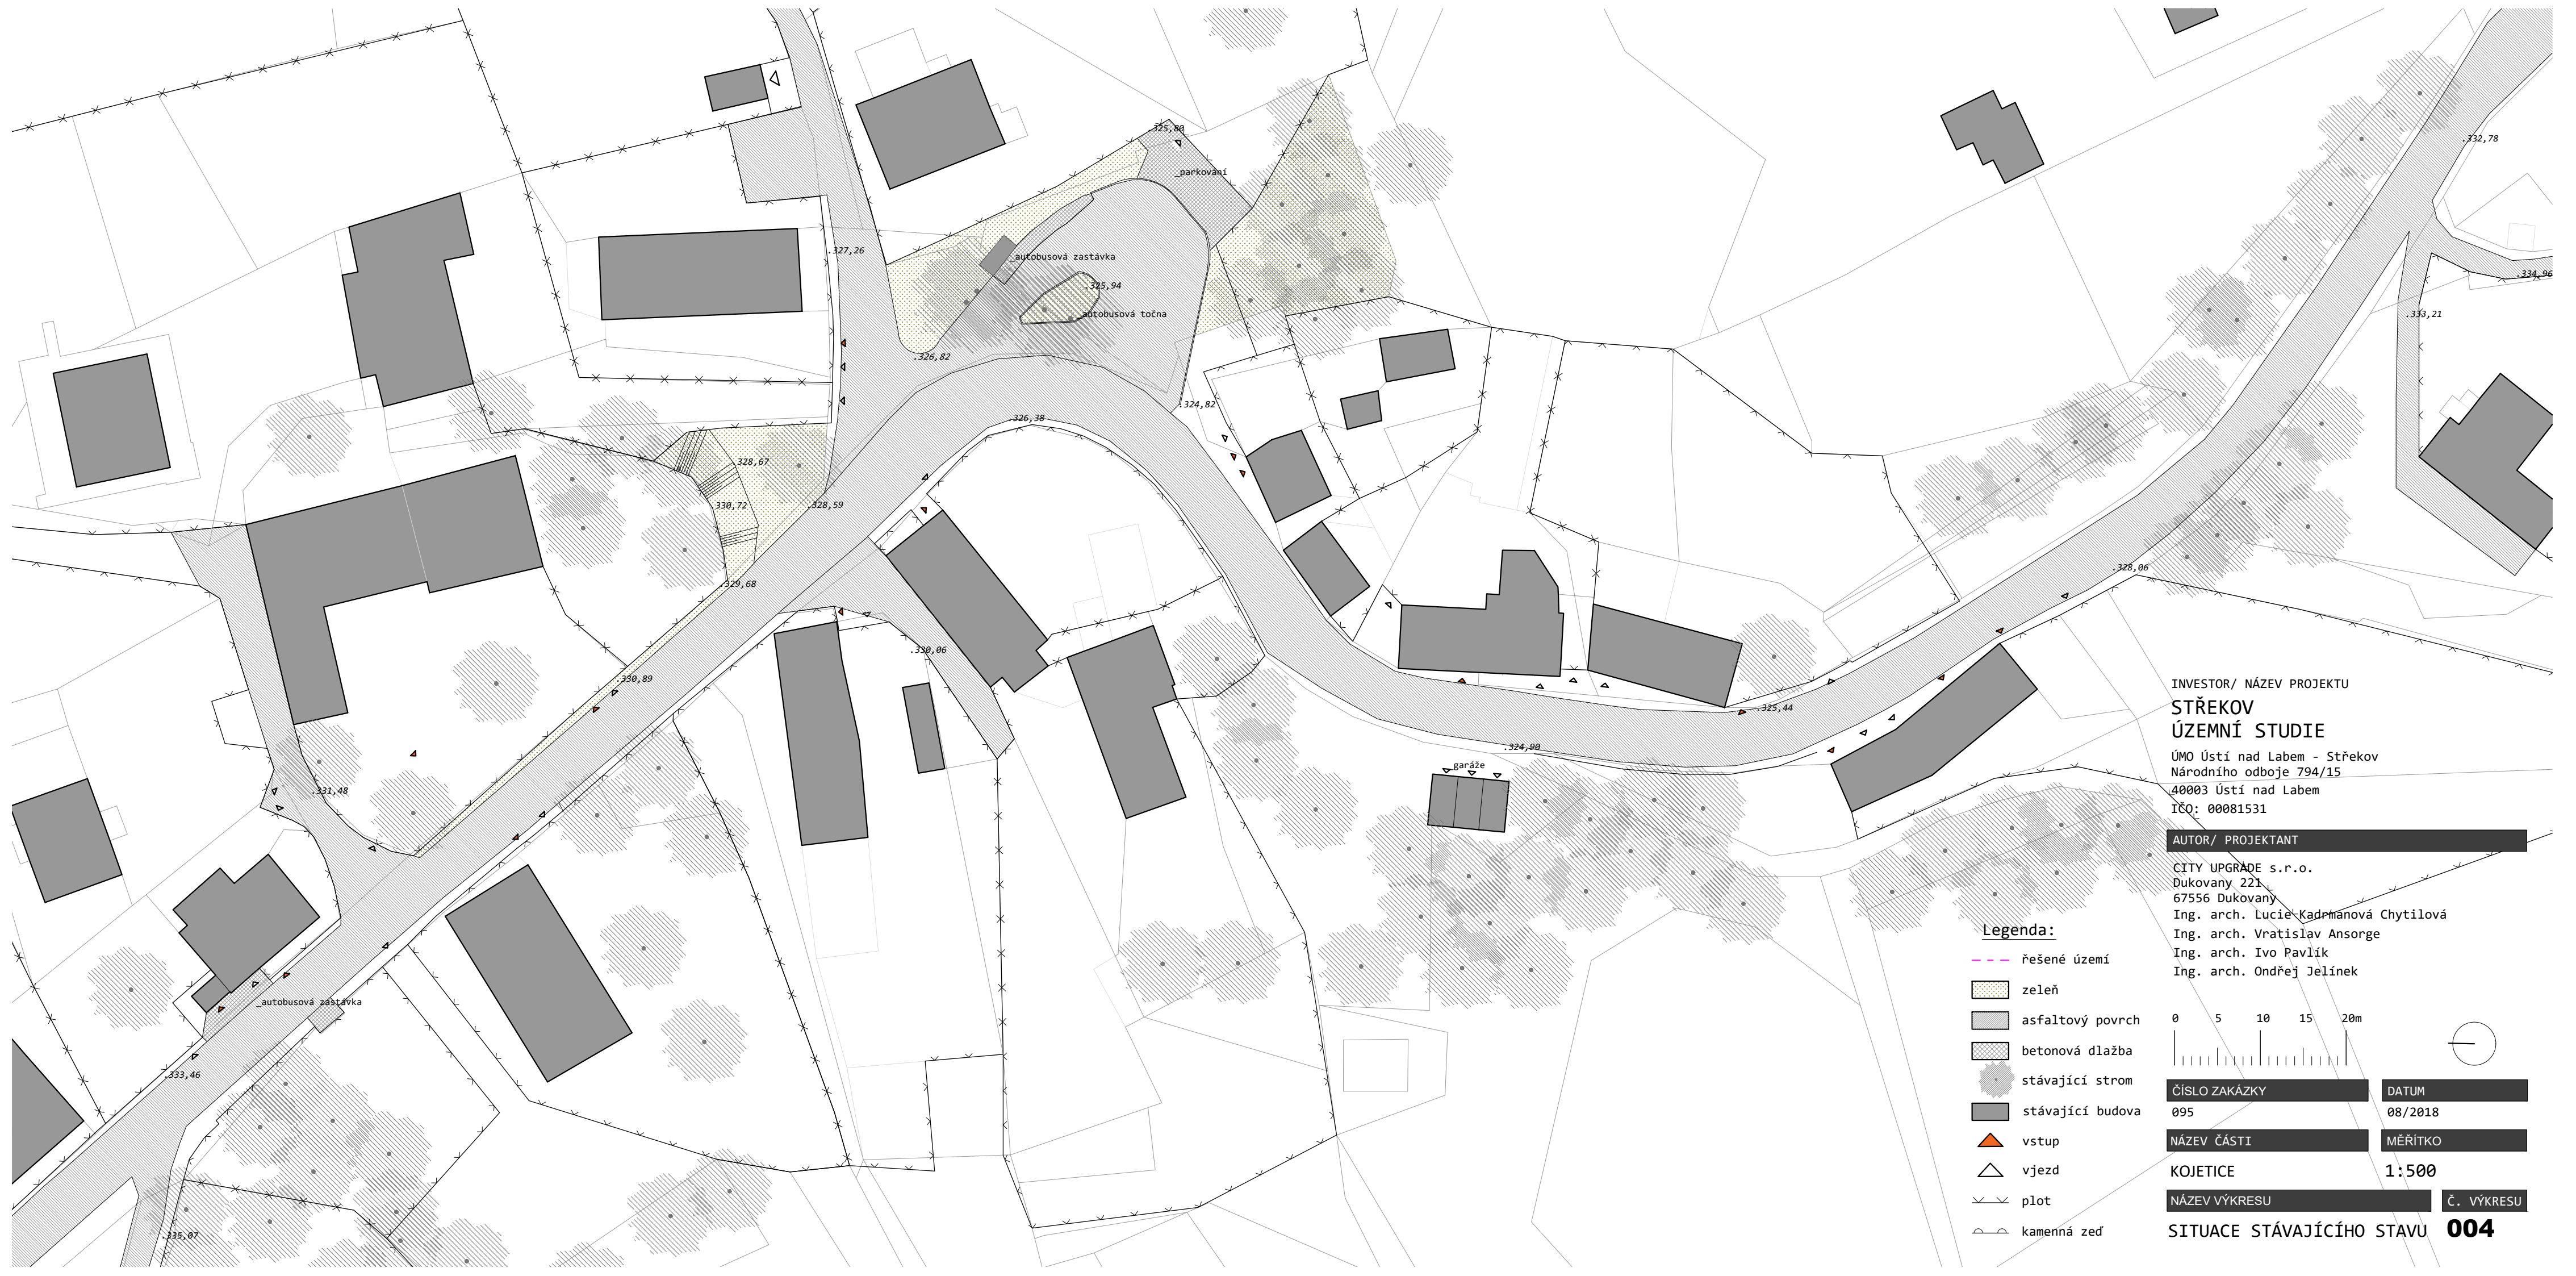 .325,80
_parkování
.332,78
.327,26
_autobusová zastávka
.334,96
.325,94
.333,21
_autobusová točna
.326,82
.324,82
.326,38
.328,67
.330,72
.328,59
.328,06
.329,68
.330,06
.330,89
.325,44
.324,90
_garáže
.331,48
_autobusová zastávka
.333,46
.335,07
INVESTOR/ NÁZEV PROJEKTU
STŘEKOV
ÚZEMNÍ STUDIE
ÚMO Ústí nad Labem - Střekov
Národního odboje 794/15
40003 Ústí nad Labem
IČO: 00081531
AUTOR/ PROJEKTANT
CITY UPGRADE s.r.o.
Dukovany 221
67556 Dukovany
Ing. arch. Lucie Kadrmanová Chytilová
Ing. arch. Vratislav Ansorge
Ing. arch. Ivo Pavlík
Ing. arch. Ondřej Jelínek
Legenda:
řešené území
zeleň
asfaltový povrch
betonová dlažba
stávající strom
stávající budova
vstup
vjezd
plot
kamenná zeď
0 5 10 15 20m
ČÍSLO ZAKÁZKY DATUM
095 08/2018
NÁZEV ČÁSTI MĚŘÍTKO
KOJETICE 1:500
NÁZEV VÝKRESU Č. VÝKRESU
SITUACE STÁVAJÍCÍHO STAVU 004